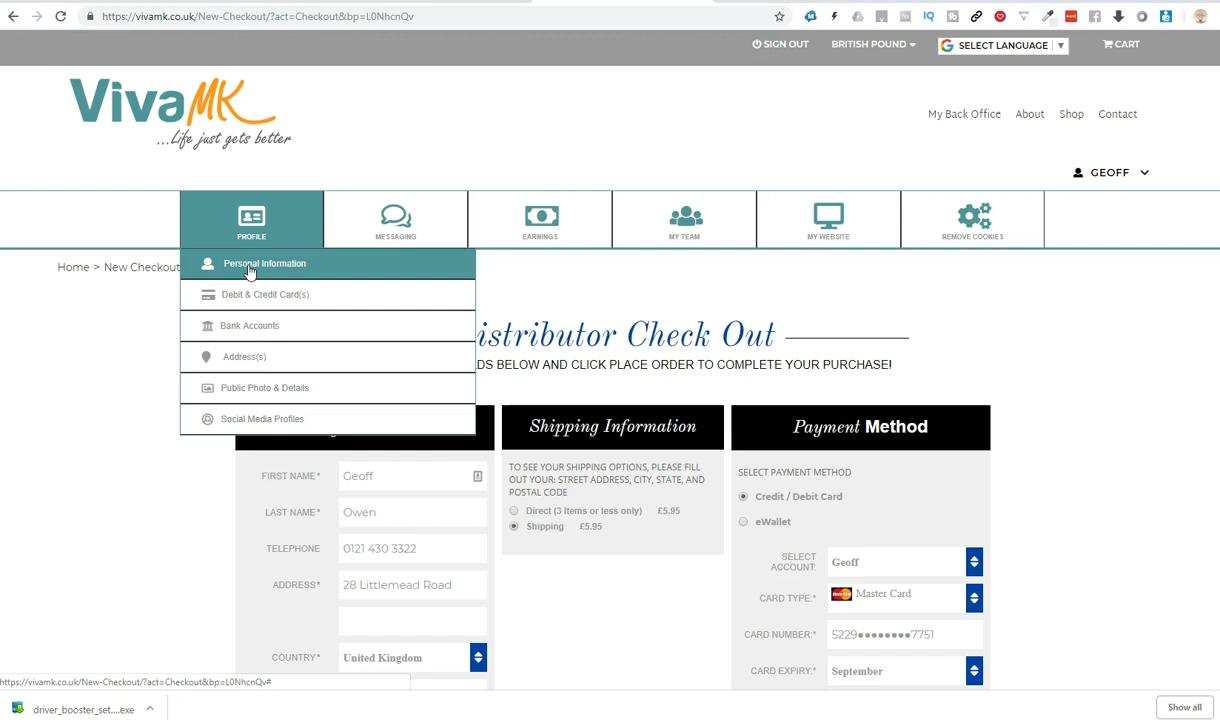 https://vivamk.co.uk/New-Checkout/?act=Checkout&bp=L0NhcnQv
SIGN OUT
BRITISH POUND
SELECT LANGUAGE
CART
VivaMK
...Life just gets better
My Back Office
About
Shop
Contact
GEOFF
PROFILE
MESSAGING
EARNINGS
MY TEAM
MY WEBSITE
REMOVE COOKIES
Home > New Checkout
Personal Information
Debit & Credit Card(s)
Bank Accounts
Address(s)
Public Photo & Details
Social Media Profiles
istributor Check Out
DS BELOW AND CLICK PLACE ORDER TO COMPLETE YOUR PURCHASE!
FIRST NAME* Geoff
LAST NAME* Owen
TELEPHONE 0121 430 3322
ADDRESS* 28 Littlemead Road
COUNTRY* United Kingdom
Shipping Information
TO SEE YOUR SHIPPING OPTIONS, PLEASE FILL
OUT YOUR: STREET ADDRESS, CITY, STATE, AND
POSTAL CODE
Direct (3 Items or less only) £5.95
Shipping £5.95
Payment Method
SELECT PAYMENT METHOD
Credit / Debit Card
eWallet
SELECT
ACCOUNT: Geoff
CARD TYPE:* Master Card
CARD NUMBER:* 5229●●●●●●●●7751
CARD EXPIRY:* September
https://vivamk.co.uk/New-Checkout/?act=Checkout&bp=L0NhcnQv#
driver_booster_set....exe
Show all